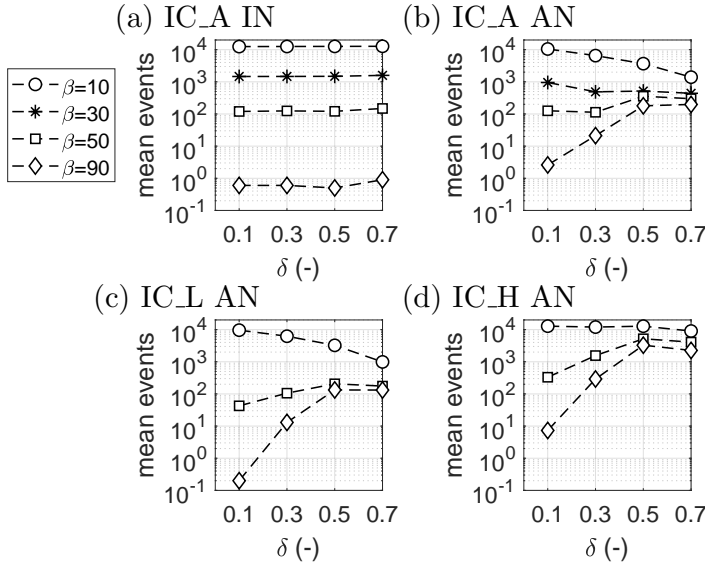 (a) IC_A IN
(b) IC_A AN
β=10
β=30
β=50
β=90
mean events
10^4
10^3
10^2
10^1
10^0
10^-1
0.1 0.3 0.5 0.7
δ (-)
mean events
10^4
10^3
10^2
10^1
10^0
10^-1
0.1 0.3 0.5 0.7
δ (-)
(c) IC_L AN
(d) IC_H AN
mean events
10^4
10^3
10^2
10^1
10^0
10^-1
0.1 0.3 0.5 0.7
δ (-)
mean events
10^4
10^3
10^2
10^1
10^0
10^-1
0.1 0.3 0.5 0.7
δ (-)